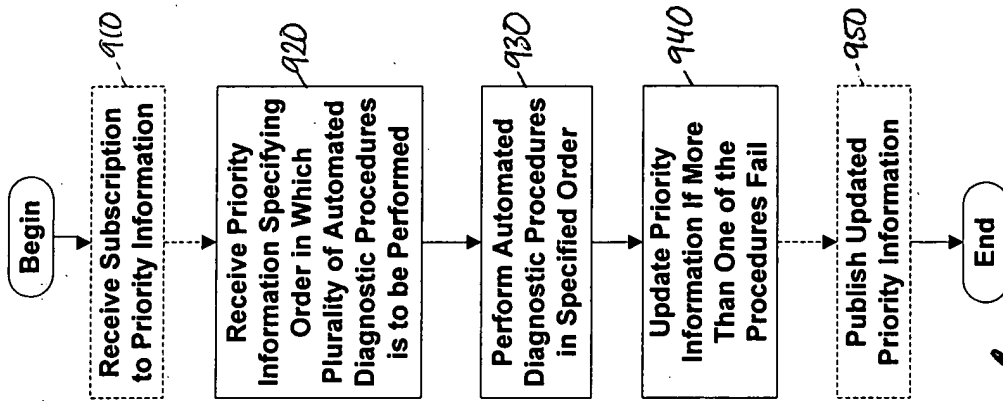 Begin
910
Receive Subscription
to Priority Information
920
Receive Priority
Information Specifying
Order in Which
Plurality of Automated
Diagnostic Procedures
is to be Performed
930
Perform Automated
Diagnostic Procedures
in Specified Order
940
Update Priority
Information If More
Than One of the
Procedures Fail
950
Publish Updated
Priority Information
End